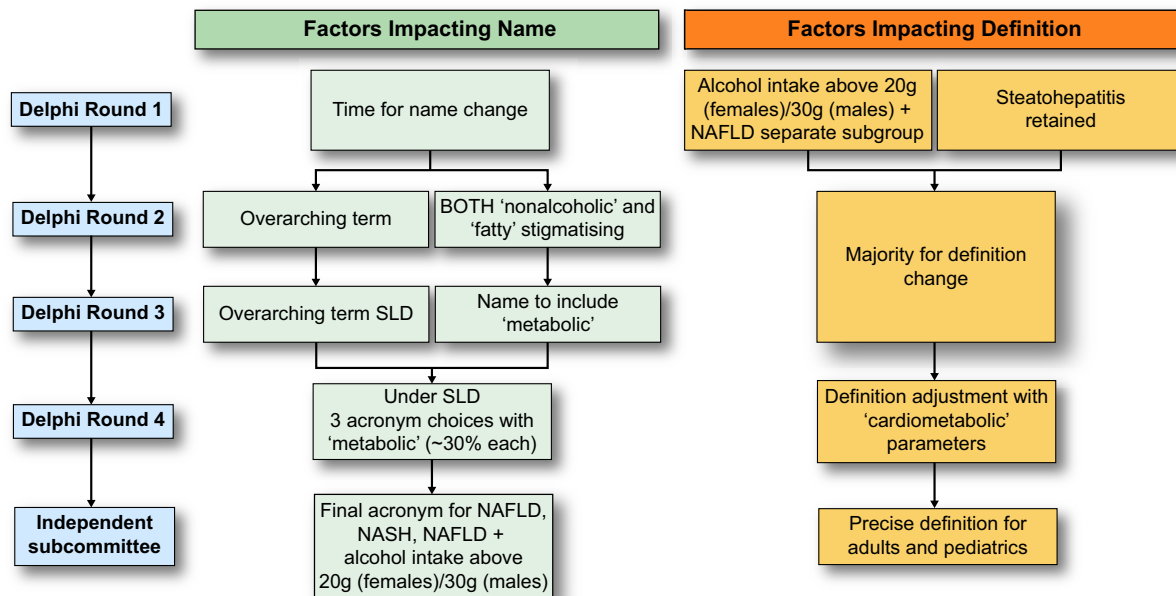 Factors Impacting Name
Factors Impacting Definition
Delphi Round 1
Time for name change
Alcohol intake above 20g
(females)/30g (males) +
NAFLD separate subgroup
Steatohepatitis
retained
Delphi Round 2
Overarching term
BOTH ‘nonalcoholic’ and
‘fatty’ stigmatising
Majority for definition
change
Delphi Round 3
Overarching term SLD
Name to include
‘metabolic’
Delphi Round 4
Under SLD
3 acronym choices with
‘metabolic’ (~30% each)
Definition adjustment with
‘cardiometabolic’
parameters
Independent
subcommittee
Final acronym for NAFLD,
NASH, NAFLD +
alcohol intake above
20g (females)/30g (males)
Precise definition for
adults and pediatrics